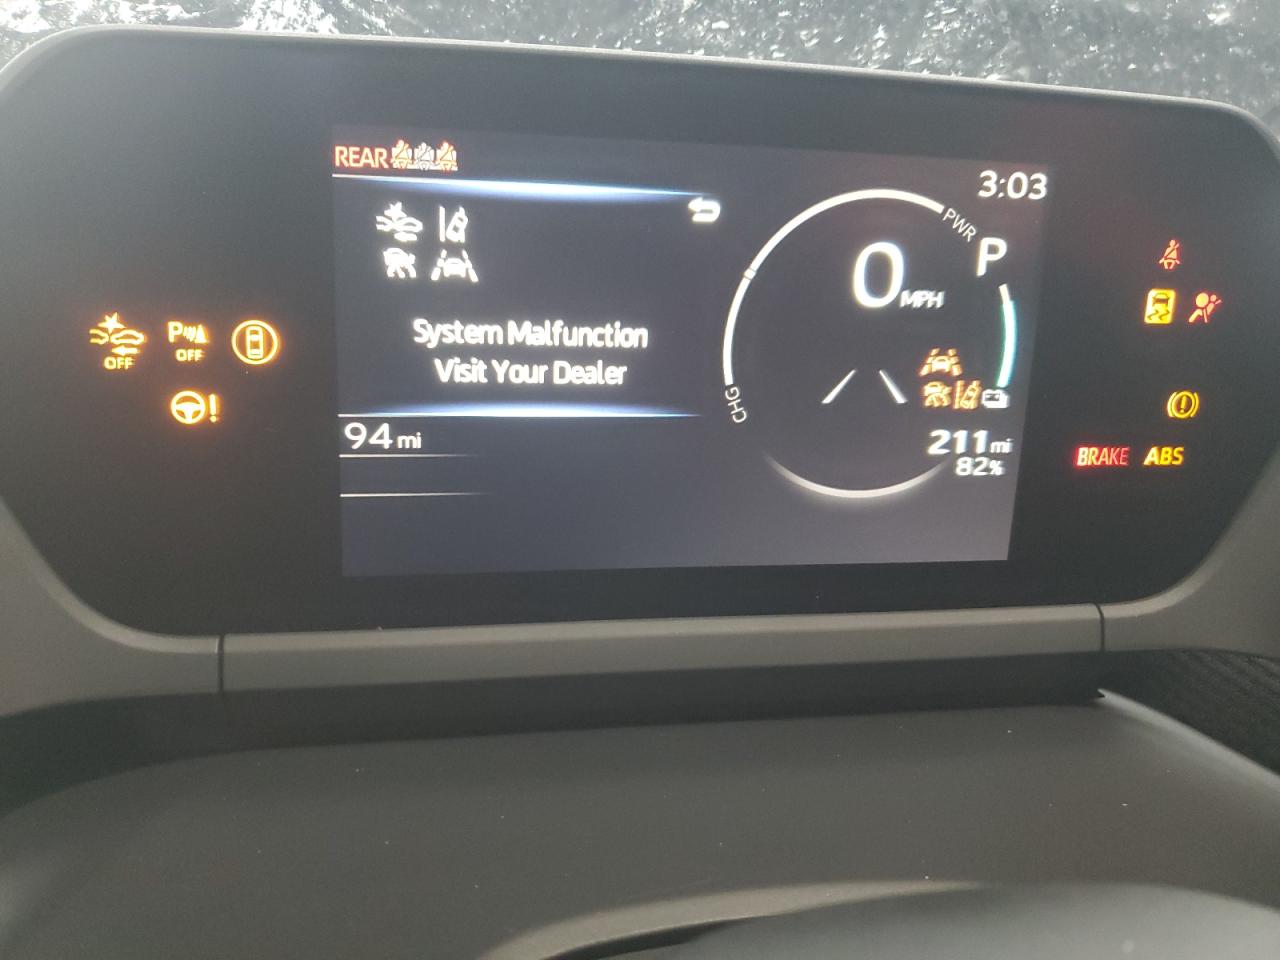 REAR
3:03
PWR
P
0 MPH
System Malfunction
Visit Your Dealer
P
OFF
OFF
!
CHG
94 mi
211 mi
82%
BRAKE
ABS